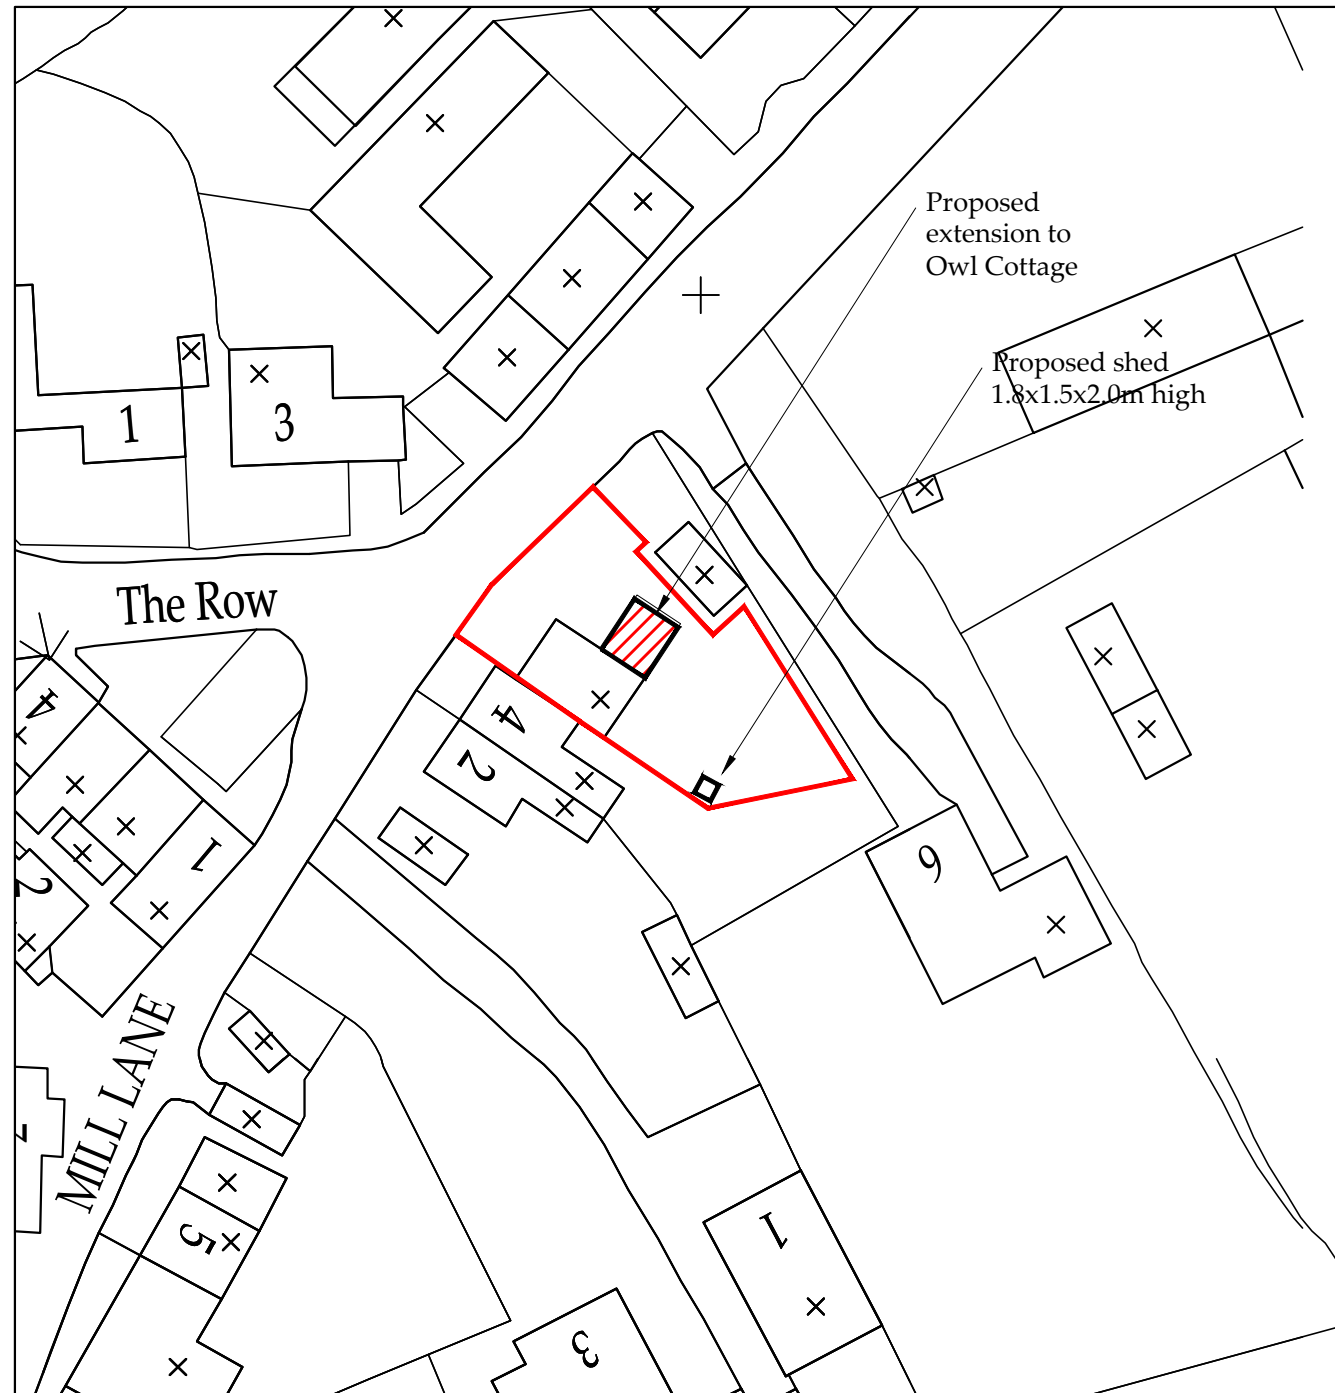 Proposed
extension to
Owl Cottage
Proposed shed
1.8x1.5x2.0m high
1
3
The Row
4
4
2
1
2
6
MILL LANE
5
1
3